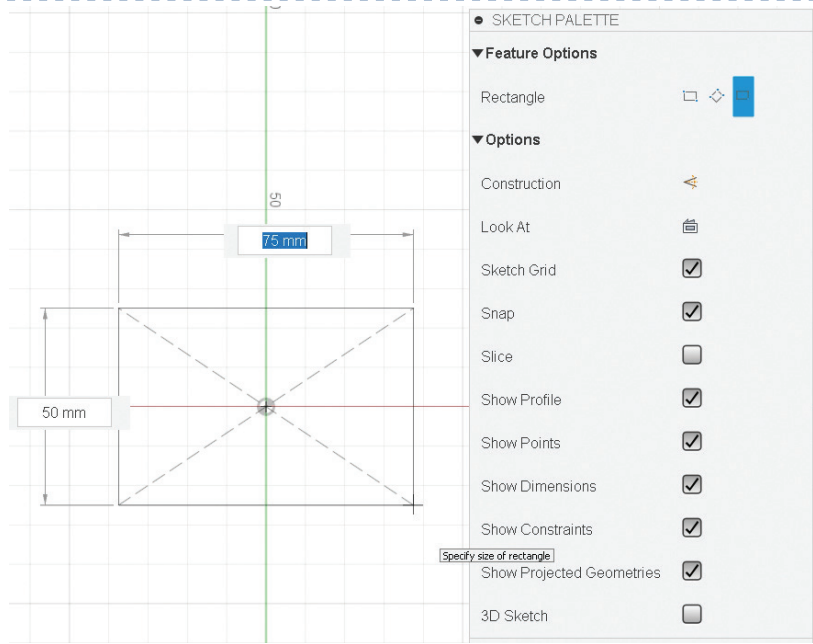 SKETCH PALETTE
Feature Options
Rectangle
Options
Construction
50
Look At
75 mm
Sketch Grid
Snap
Slice
Show Profile
50 mm
Show Points
Show Dimensions
Show Constraints
Specify size of rectangle
Show Projected Geometries
3D Sketch